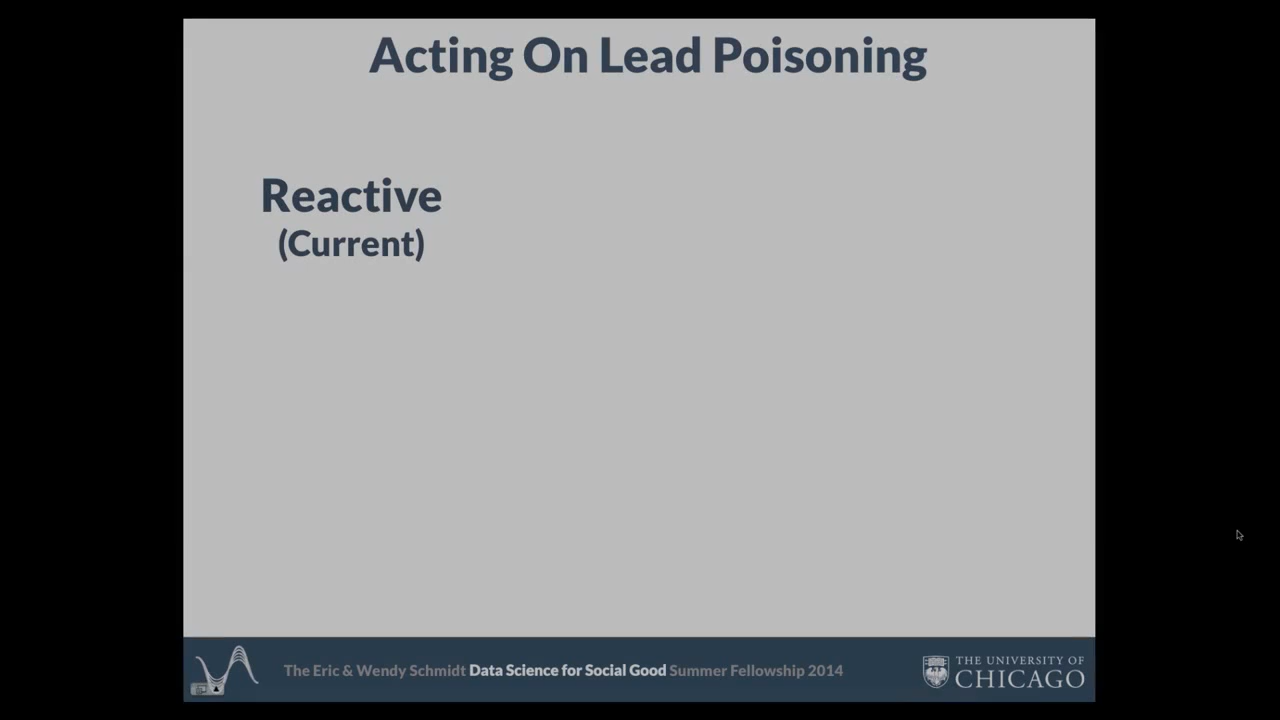 Acting On Lead Poisoning
Reactive
(Current)
The Eric & Wendy Schmidt Data Science for Social Good Summer Fellowship 2014
THE UNIVERSITY OF
CHICAGO